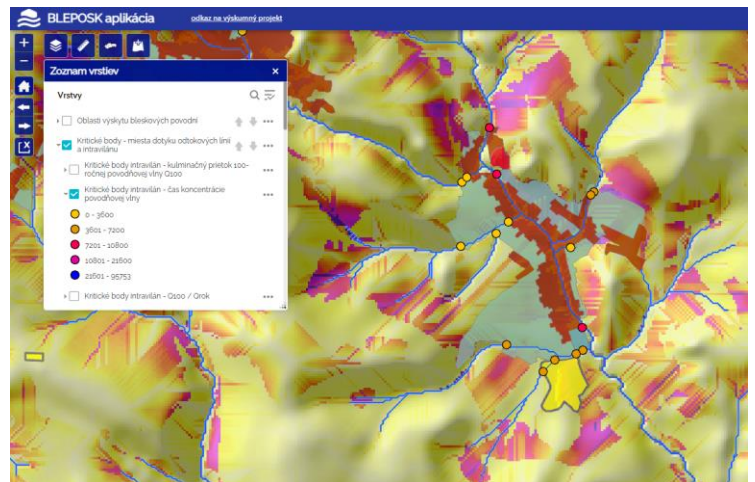 BLEPOSK aplikácia
odkaz na výskumný projekt
Zoznam vrstiev
Vrstvy
Oblasti výskytu bleskových povodní
Kritické body - miesta dotyku odtokových línií
a intravilánu
Kritické body intravilán - kulminačný prietok 100-
ročnej povodňovej vlny Q100
Kritické body intravilán - čas koncentrácie
povodňovej vlny
0 - 3600
3601 - 7200
7201 - 10800
10801 - 21600
21601 - 95753
Kritické body intravilán - Q100 / Qrok